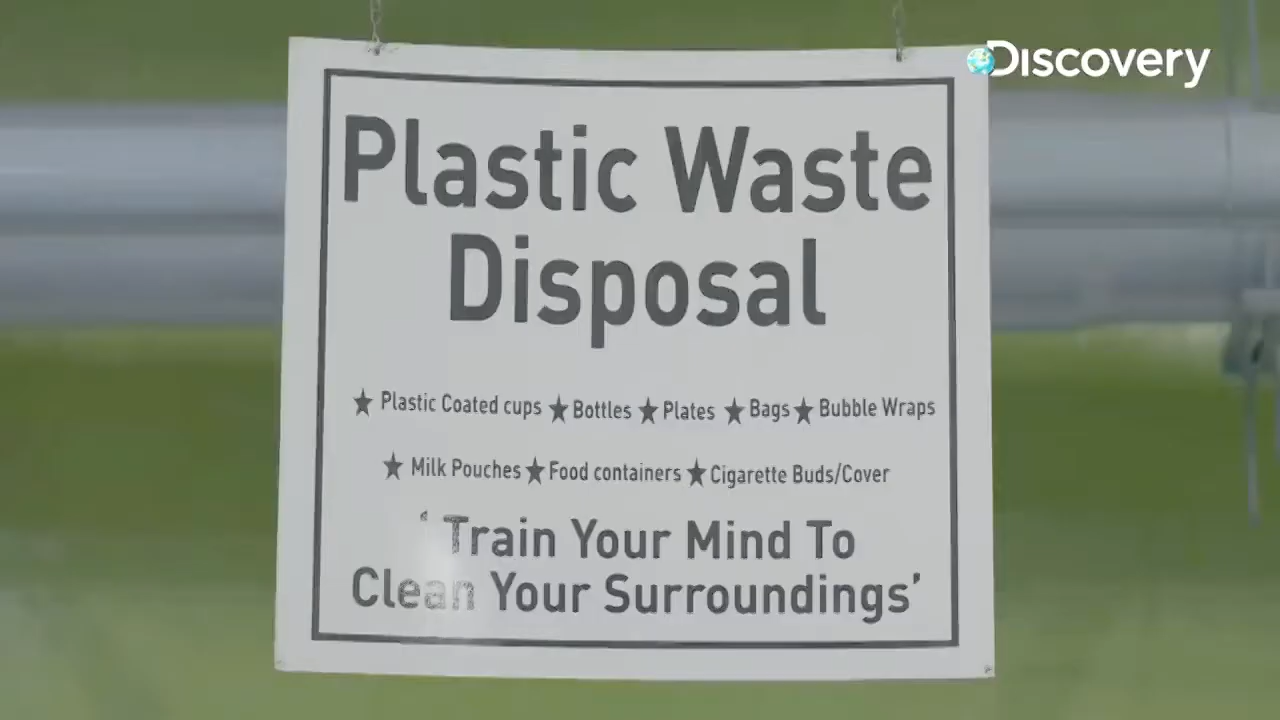 Discovery
Plastic Waste
Disposal
★ Plastic Coated cups ★ Bottles ★ Plates ★ Bags ★ Bubble Wraps
★ Milk Pouches ★ Food containers ★ Cigarette Buds/Cover
‘ Train Your Mind To
Clean Your Surroundings’